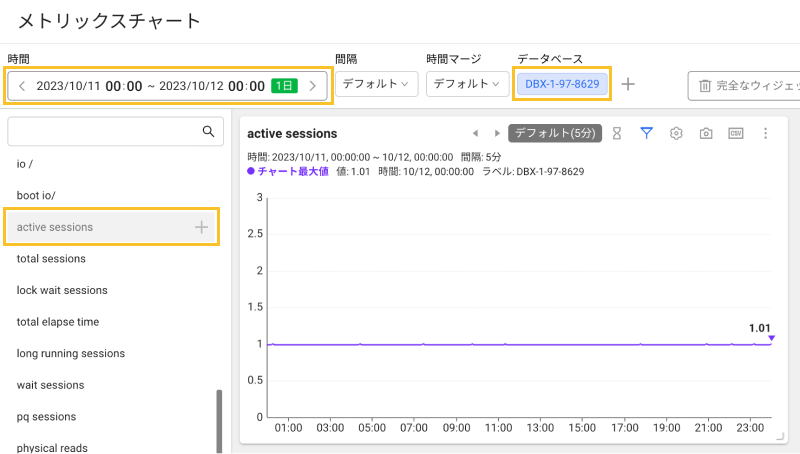 メトリックスチャート
時間
間隔
時間マージ
データベース
2023/10/11 00:00 ~ 2023/10/12 00:00 1日
デフォルト
デフォルト
DBX-1-97-8629
完全なウィジェッ
io /
boot io/
active sessions
total sessions
lock wait sessions
total elapse time
long running sessions
wait sessions
pq sessions
physical reads
active sessions
デフォルト(5分)
CSV
時間: 2023/10/11, 00:00:00 ~ 10/12, 00:00:00 間隔: 5分
チャート最大値 値: 1.01 時間: 10/12, 00:00:00 ラベル: DBX-1-97-8629
3
2.5
2
1.5
1
0.5
0
1.01
01:00 03:00 05:00 07:00 09:00 11:00 13:00 15:00 17:00 19:00 21:00 23:00